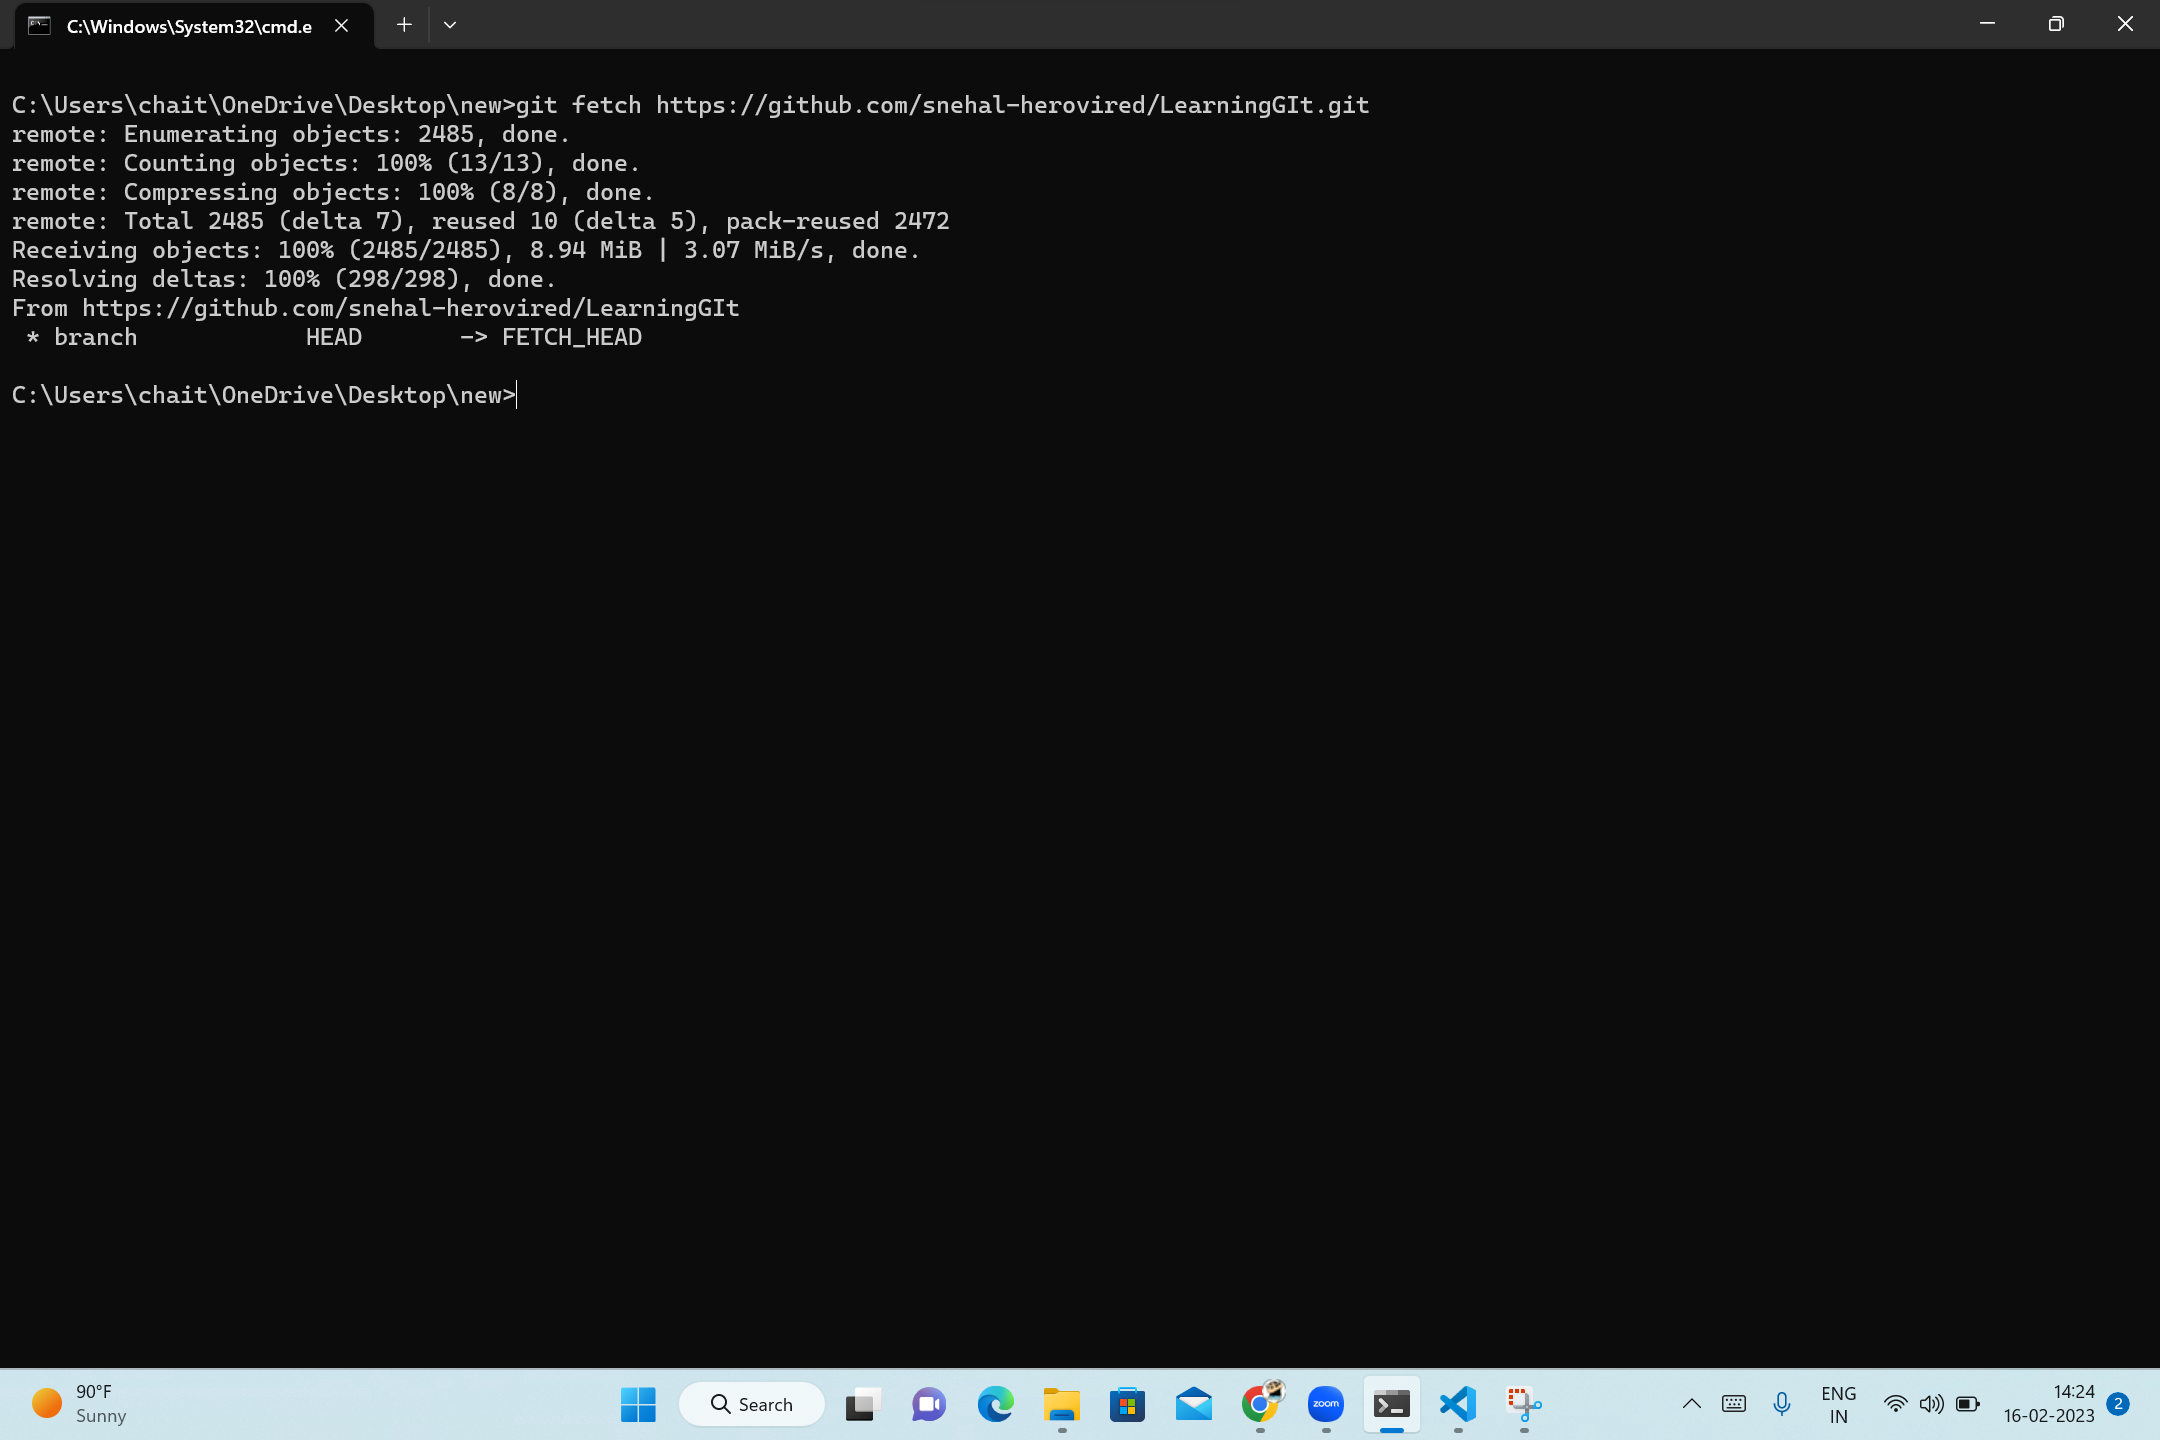 C:\Windows\System32\cmd.e
C:\Users\chait\OneDrive\Desktop\new>git fetch https://github.com/snehal-herovired/LearningGIt.git
remote: Enumerating objects: 2485, done.
remote: Counting objects: 100% (13/13), done.
remote: Compressing objects: 100% (8/8), done.
remote: Total 2485 (delta 7), reused 10 (delta 5), pack-reused 2472
Receiving objects: 100% (2485/2485), 8.94 MiB | 3.07 MiB/s, done.
Resolving deltas: 100% (298/298), done.
From https://github.com/snehal-herovired/LearningGIt
 * branch            HEAD       -> FETCH_HEAD
C:\Users\chait\OneDrive\Desktop\new>
90°F
Sunny
Search
zoom
ENG
IN
14:24
16-02-2023
2